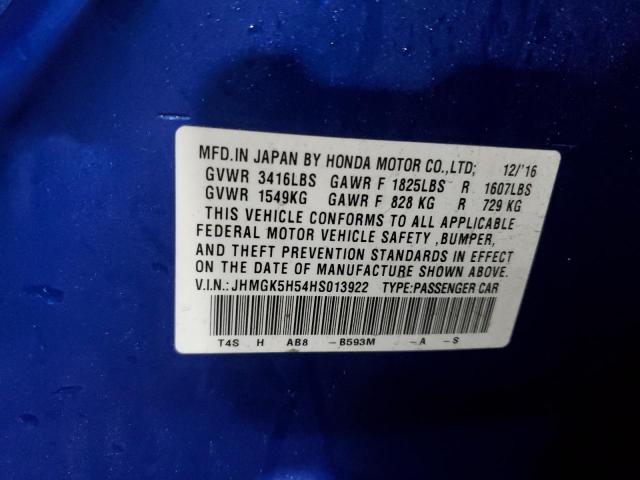 MFD.IN JAPAN BY HONDA MOTOR CO.,LTD; 12/'16
GVWR 3416LBS GAWR F 1825LBS R 1607LBS
GVWR 1549KG GAWR F 828 KG R 729 KG
THIS VEHICLE CONFORMS TO ALL APPLICABLE
FEDERAL MOTOR VEHICLE SAFETY ,BUMPER,
AND THEFT PREVENTION STANDARDS IN EFFECT
ON THE DATE OF MANUFACTURE SHOWN ABOVE.
V.I.N.: JHMGK5H54HS013922 TYPE:PASSENGER CAR
T4S H AB8 -B593M -A -S